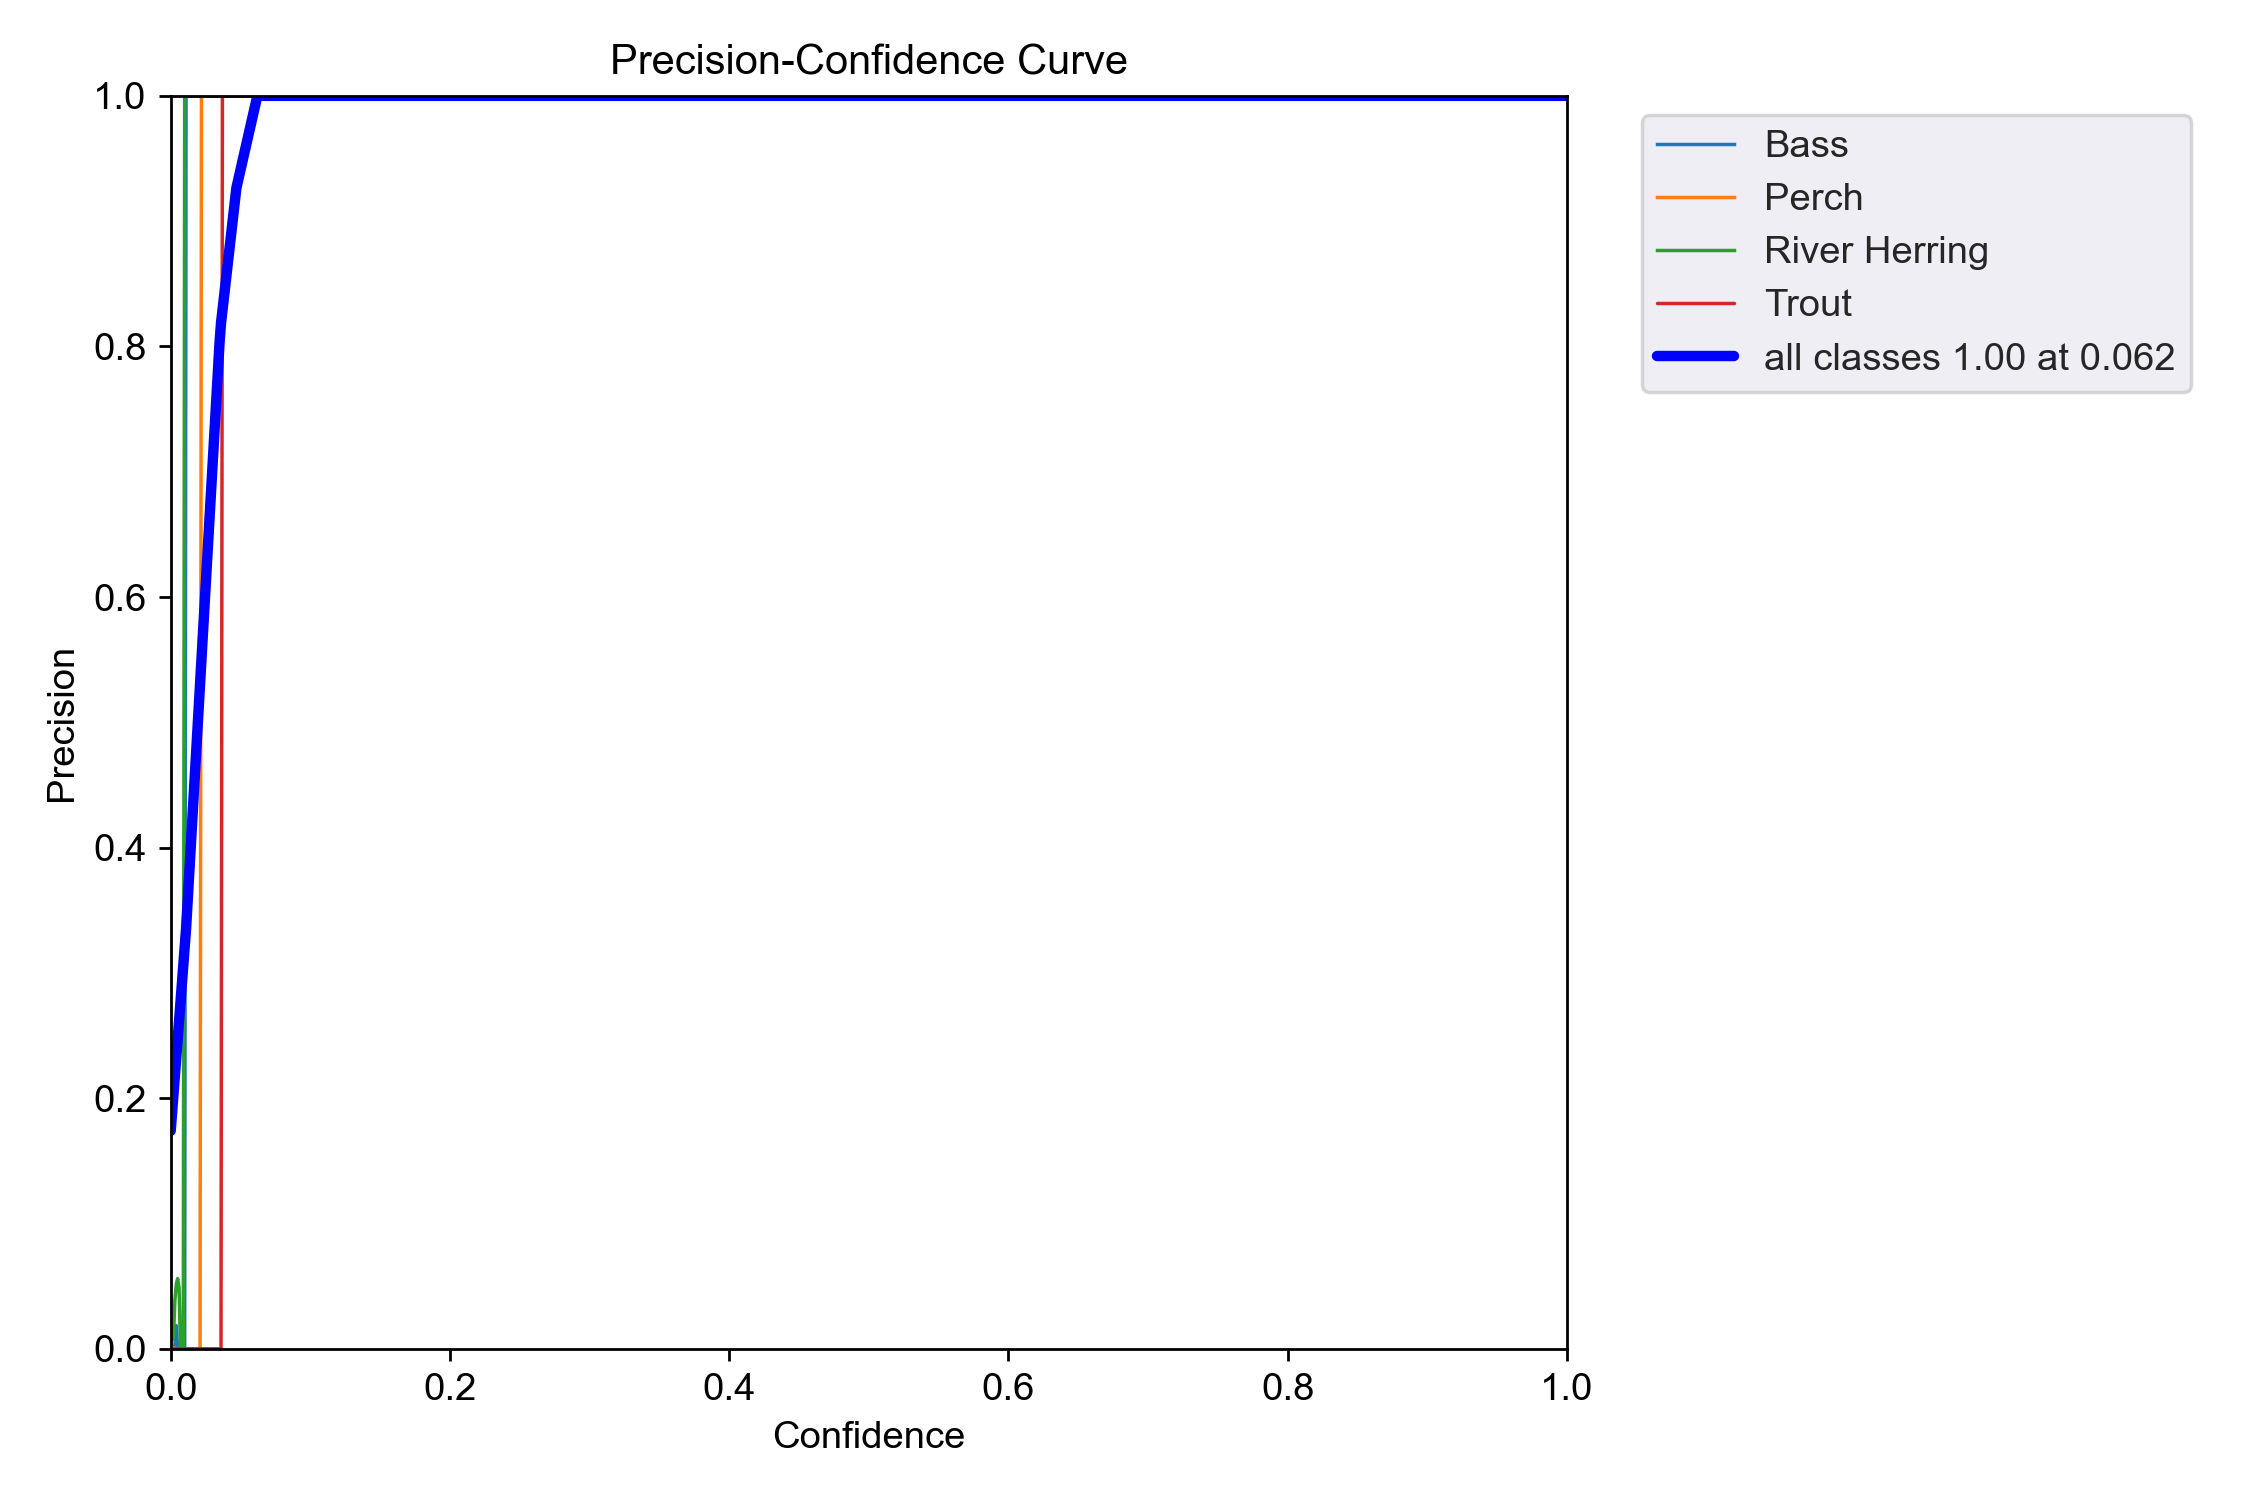 Precision-Confidence Curve
1.0
0.8
0.6
0.4
0.2
0.0
Precision
0.0 0.2 0.4 0.6 0.8 1.0
Confidence
Bass
Perch
River Herring
Trout
all classes 1.00 at 0.062